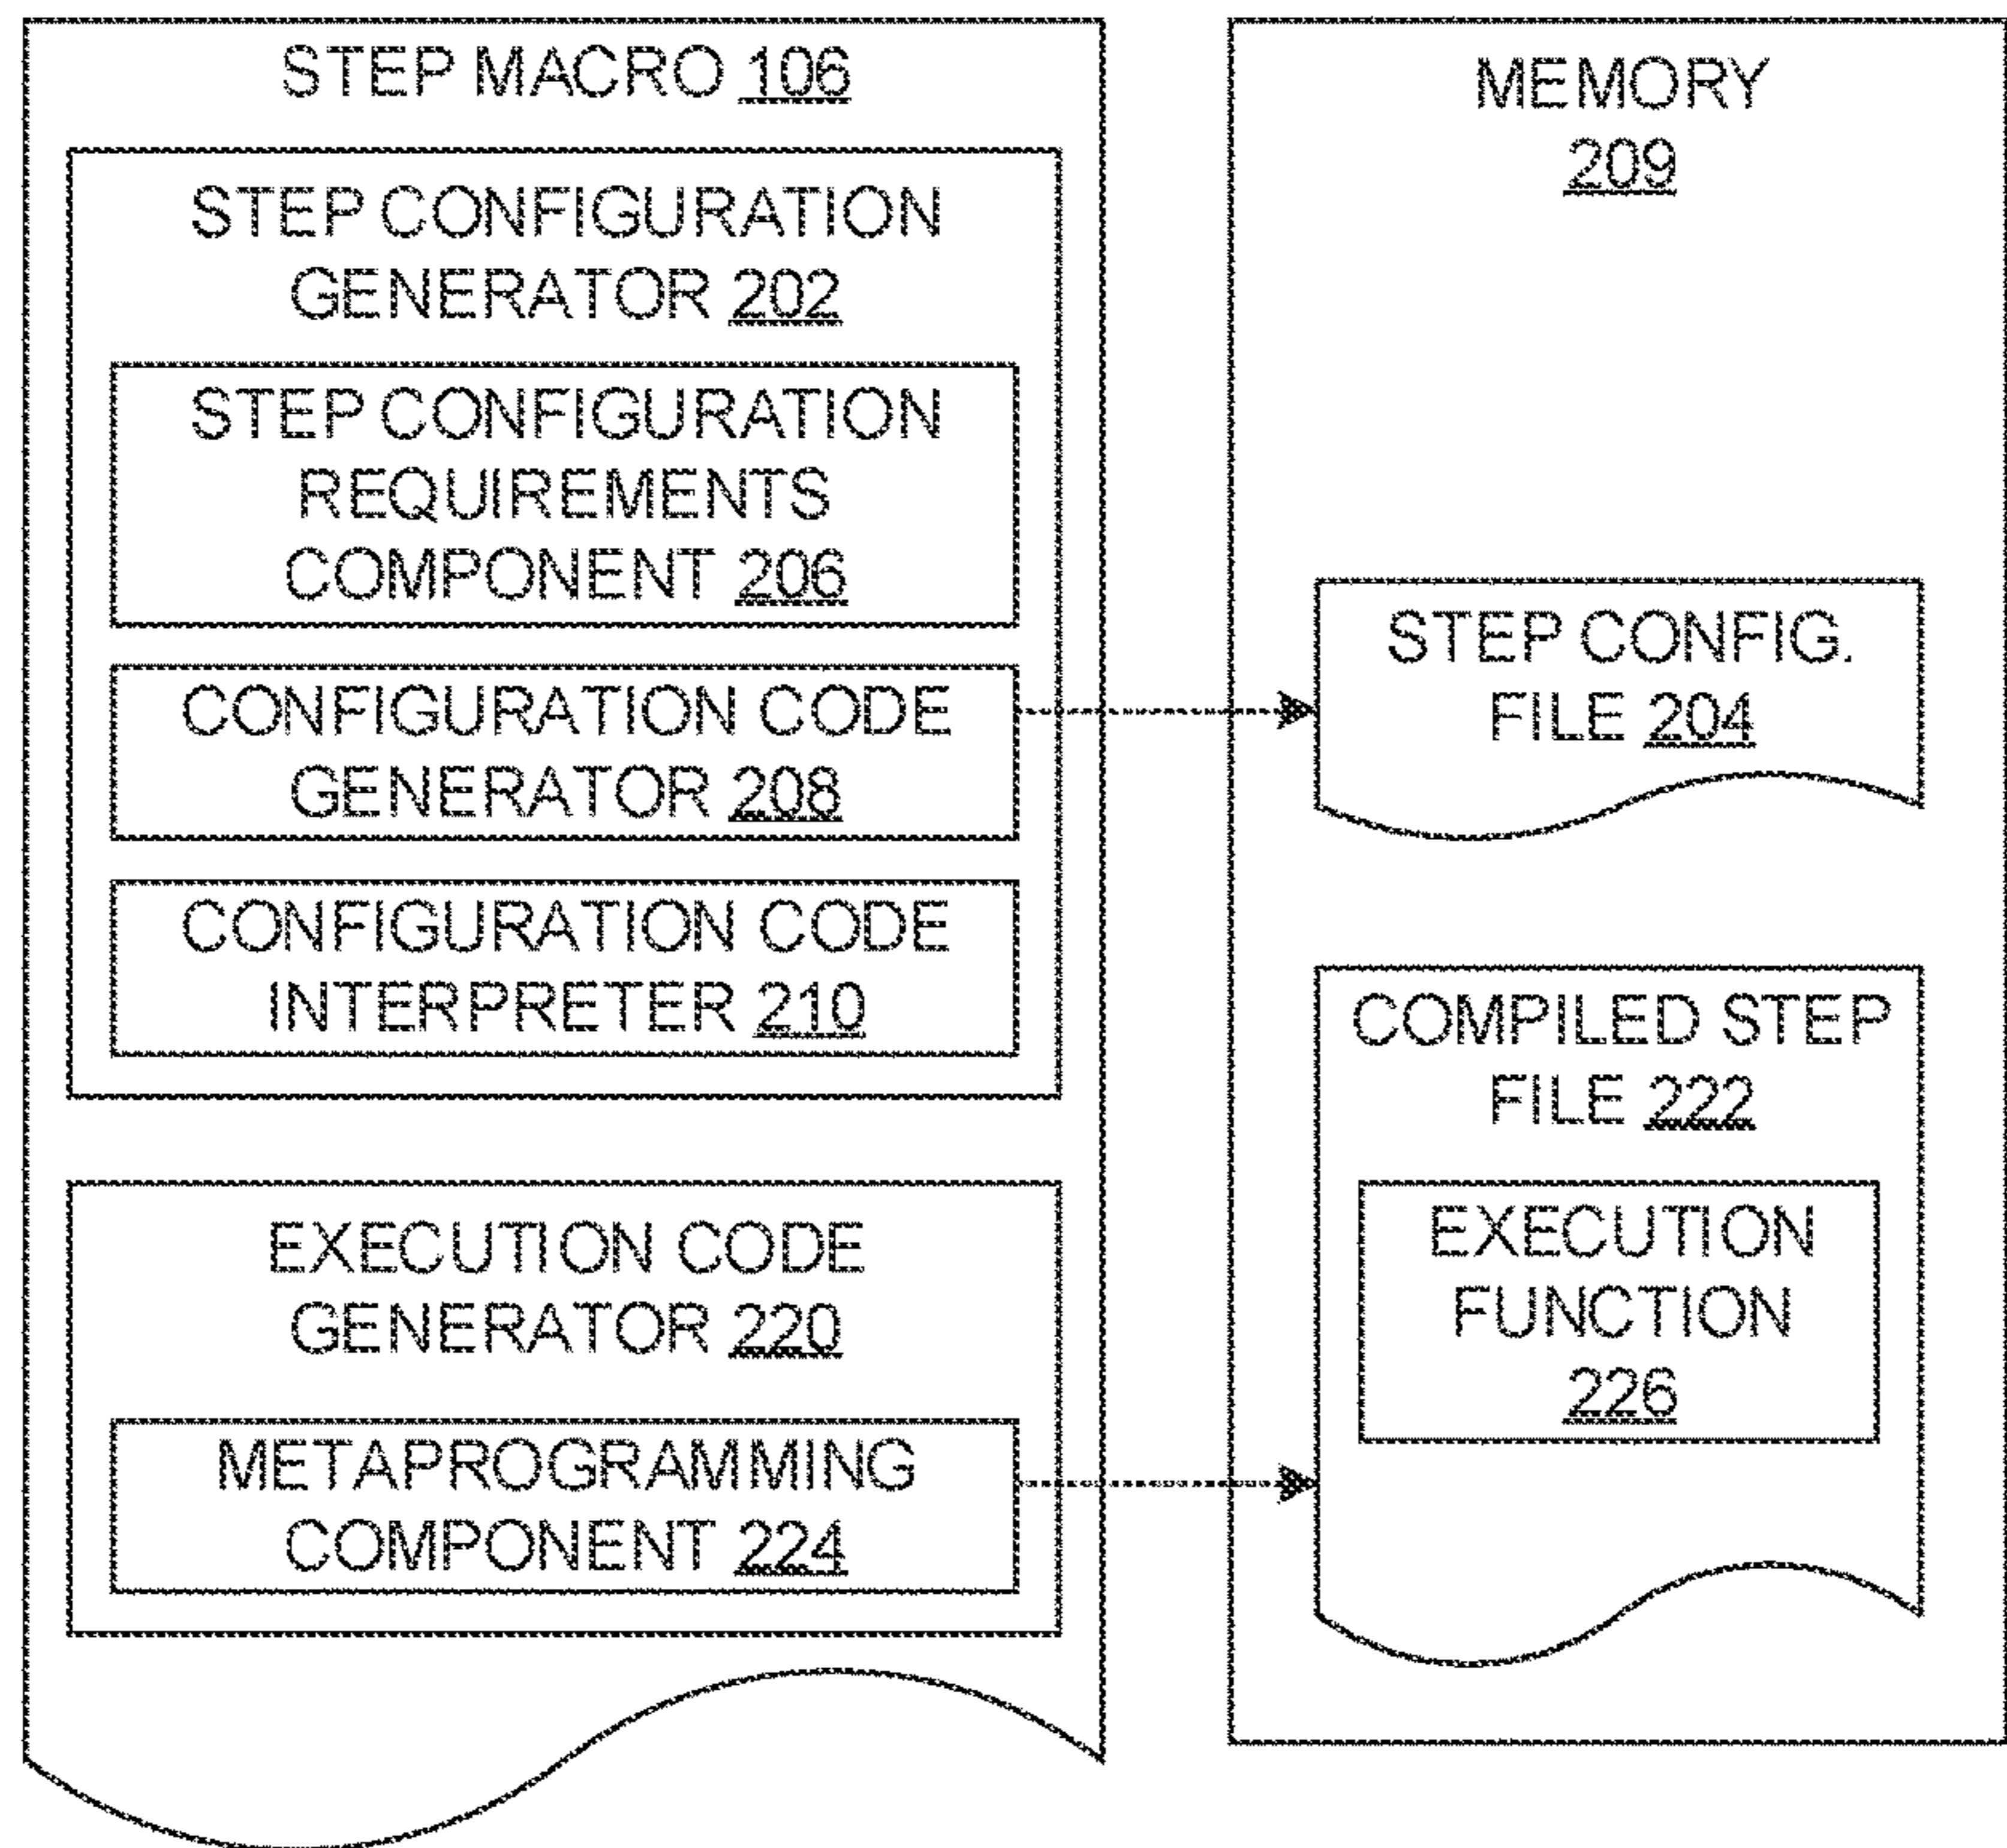 STEP MACRO 106
STEP CONFIGURATION
GENERATOR 202
STEP CONFIGURATION
REQUIREMENTS
COMPONENT 206
CONFIGURATION CODE
GENERATOR 208
CONFIGURATION CODE
INTERPRETER 210
EXECUTION CODE
GENERATOR 220
METAPROGRAMMING
COMPONENT 224
MEMORY
209
STEP CONFIG.
FILE 204
COMPILED STEP
FILE 222
EXECUTION
FUNCTION
226